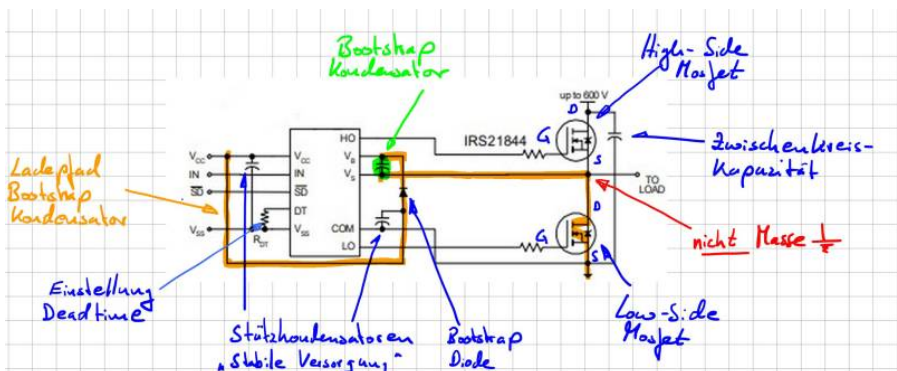 Bootstrap
Kondensator
High-Side
Mosfet
up to 600 V
D
HO
IRS21844
G
S
Zwischenkreis-
Kapazität
VCC
VCC
VB
IN
IN
VS
SD
SD
TO
LOAD
Ladepfad
Bootstrap
Kondensator
DT
D
VSS
RDT
VSS
COM
LO
G
S
nicht Masse
Einstellung
Deadtime
Stützkondensatoren
"Stabile Versorgung"
Bootstrap
Diode
Low-Side
Mosfet